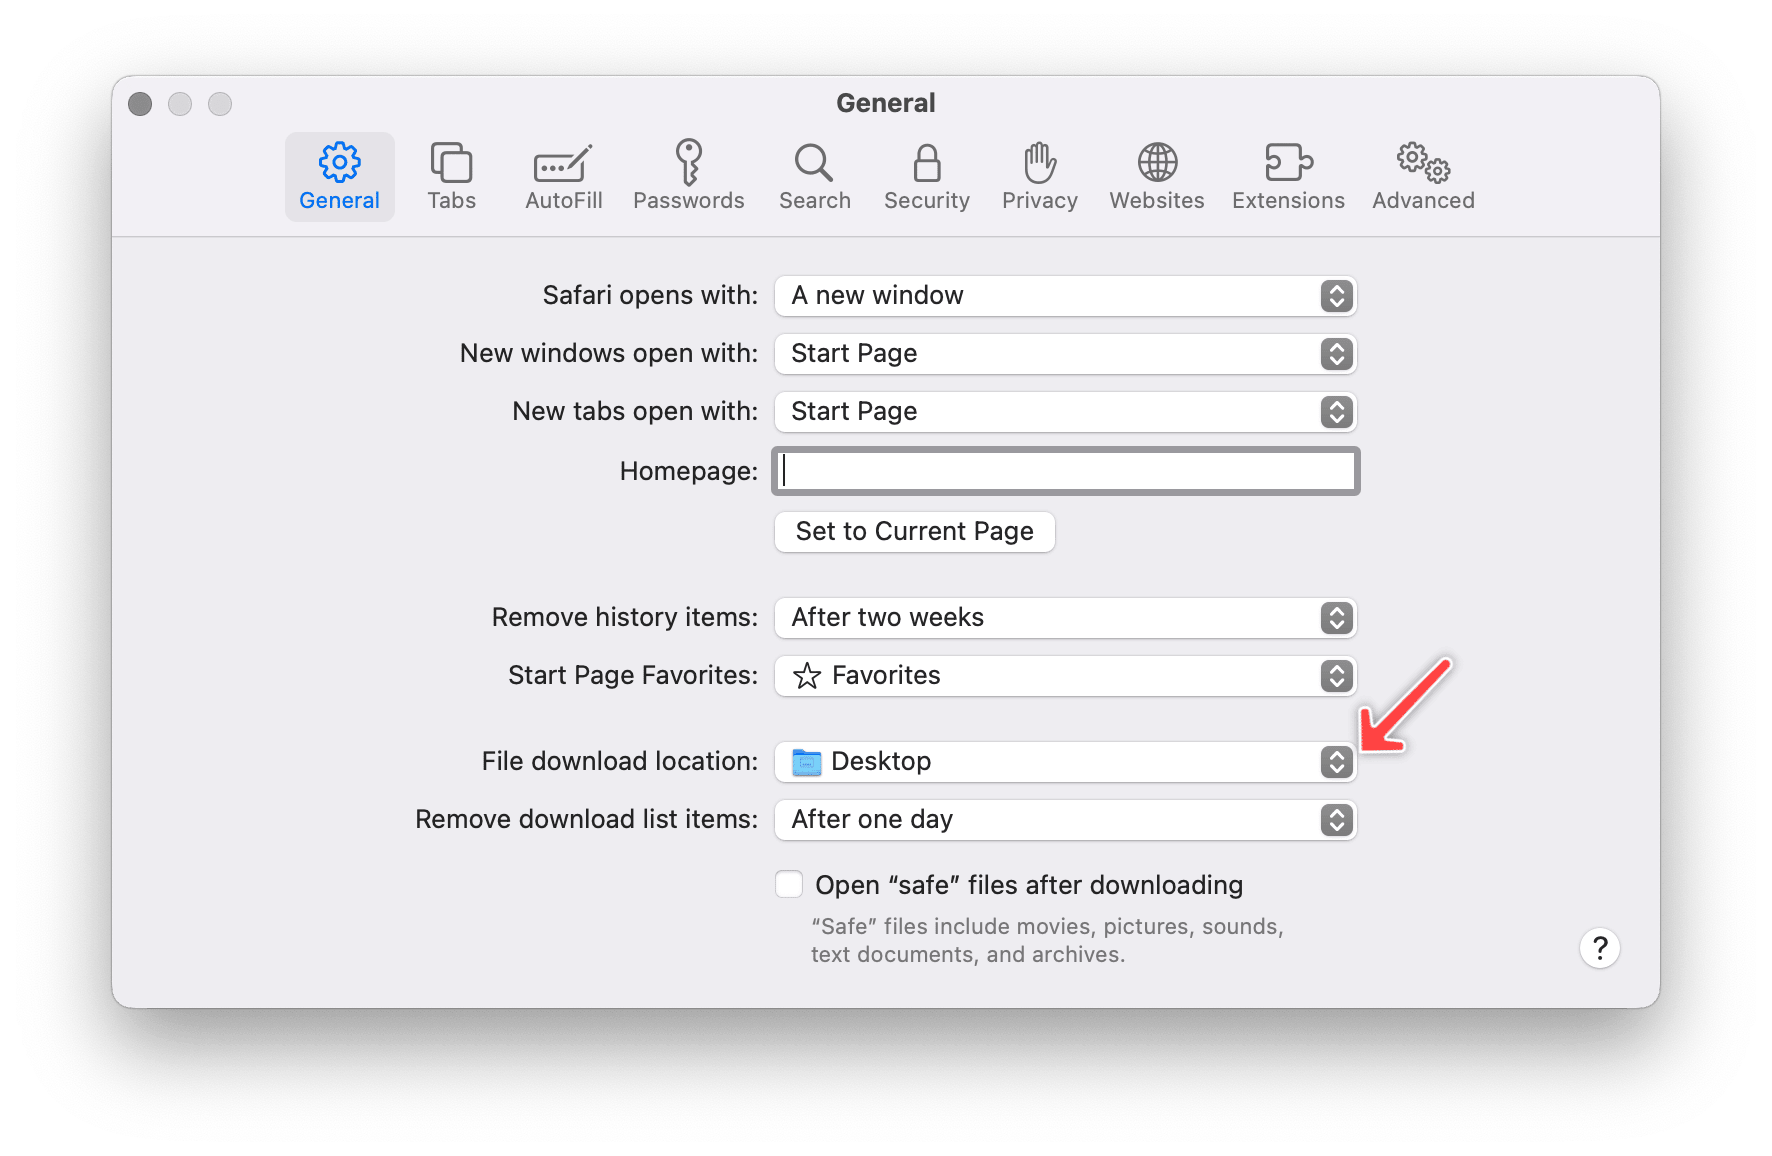 General
General Tabs AutoFill Passwords Search Security Privacy Websites Extensions Advanced
Safari opens with: A new window
New windows open with: Start Page
New tabs open with: Start Page
Homepage:
Set to Current Page
Remove history items: After two weeks
Start Page Favorites: Favorites
File download location: Desktop
Remove download list items: After one day
Open “safe” files after downloading
“Safe” files include movies, pictures, sounds,
text documents, and archives.
?